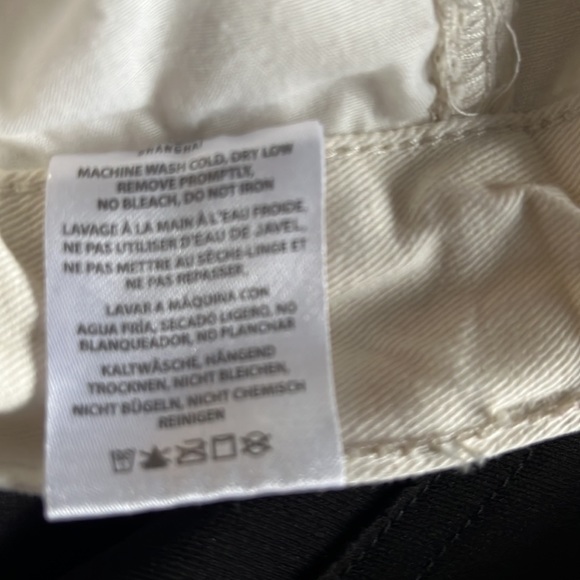 SHANGHAI
MACHINE WASH COLD, DRY LOW
REMOVE PROMPTLY,
NO BLEACH, DO NOT IRON
LAVAGE À LA MAIN À L'EAU FROIDE,
NE PAS UTILISER D'EAU DE JAVEL,
NE PAS METTRE AU SÈCHE-LINGE ET
NE PAS REPASSER.
LAVAR A MÁQUINA CON
AGUA FRÍA, SECADO LIGERO, NO
BLANQUEADOR, NO PLANCHAR
KALTWÄSCHE, HÄNGEND
TROCKNEN, NICHT BLEICHEN,
NICHT BÜGELN, NICHT CHEMISCH
REINIGEN